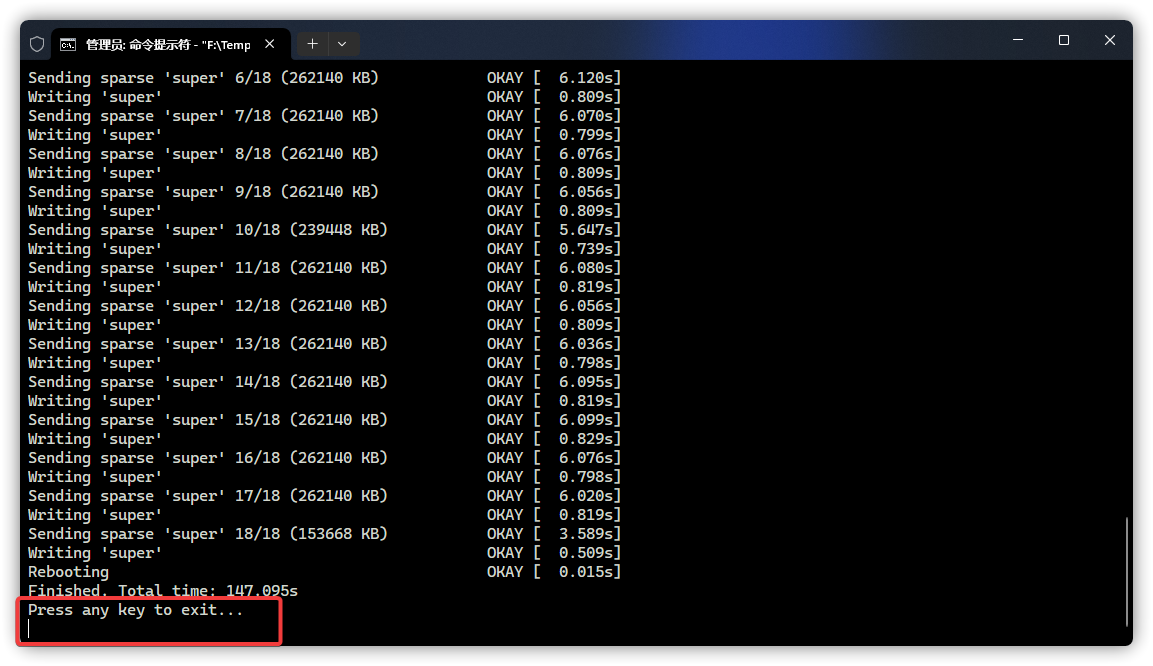 管理员: 命令提示符 - "F:\Temp
Sending sparse 'super' 6/18 (262140 KB)            OKAY [  6.120s]
Writing 'super'                                    OKAY [  0.809s]
Sending sparse 'super' 7/18 (262140 KB)            OKAY [  6.070s]
Writing 'super'                                    OKAY [  0.799s]
Sending sparse 'super' 8/18 (262140 KB)            OKAY [  6.076s]
Writing 'super'                                    OKAY [  0.809s]
Sending sparse 'super' 9/18 (262140 KB)            OKAY [  6.056s]
Writing 'super'                                    OKAY [  0.809s]
Sending sparse 'super' 10/18 (239448 KB)           OKAY [  5.647s]
Writing 'super'                                    OKAY [  0.739s]
Sending sparse 'super' 11/18 (262140 KB)           OKAY [  6.080s]
Writing 'super'                                    OKAY [  0.819s]
Sending sparse 'super' 12/18 (262140 KB)           OKAY [  6.056s]
Writing 'super'                                    OKAY [  0.809s]
Sending sparse 'super' 13/18 (262140 KB)           OKAY [  6.036s]
Writing 'super'                                    OKAY [  0.798s]
Sending sparse 'super' 14/18 (262140 KB)           OKAY [  6.095s]
Writing 'super'                                    OKAY [  0.819s]
Sending sparse 'super' 15/18 (262140 KB)           OKAY [  6.099s]
Writing 'super'                                    OKAY [  0.829s]
Sending sparse 'super' 16/18 (262140 KB)           OKAY [  6.076s]
Writing 'super'                                    OKAY [  0.798s]
Sending sparse 'super' 17/18 (262140 KB)           OKAY [  6.020s]
Writing 'super'                                    OKAY [  0.819s]
Sending sparse 'super' 18/18 (153668 KB)           OKAY [  3.589s]
Writing 'super'                                    OKAY [  0.509s]
Rebooting                                          OKAY [  0.015s]
Finished. Total time: 147.095s
Press any key to exit...